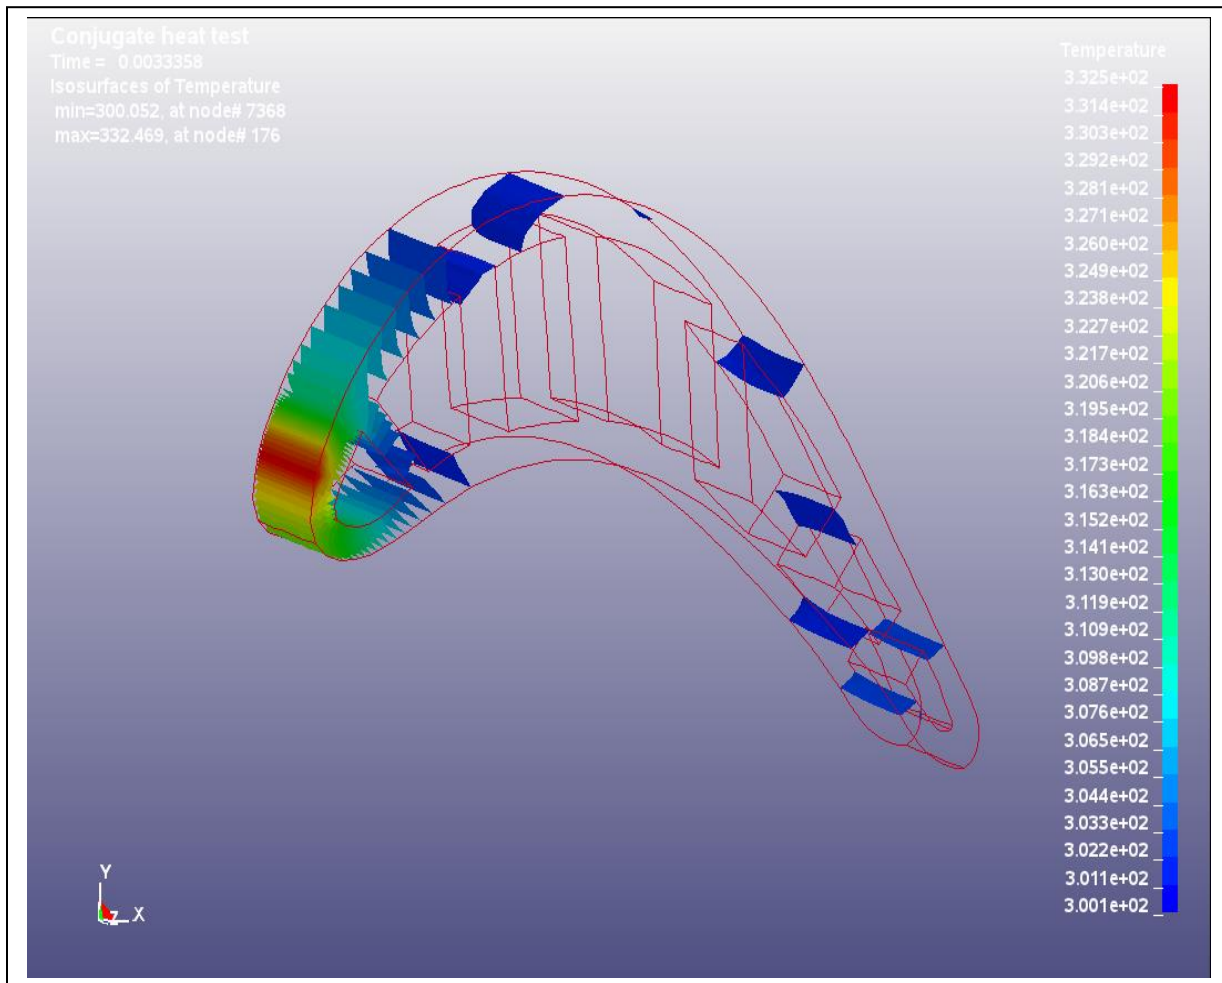 Conjugate heat test
Time = 0.0033358
Isosurfaces of Temperature
min=300.052, at node# 7368
max=332.469, at node# 176
Temperature
3.325e+02
3.314e+02
3.303e+02
3.292e+02
3.281e+02
3.271e+02
3.260e+02
3.249e+02
3.238e+02
3.227e+02
3.217e+02
3.206e+02
3.195e+02
3.184e+02
3.173e+02
3.163e+02
3.152e+02
3.141e+02
3.130e+02
3.119e+02
3.109e+02
3.098e+02
3.087e+02
3.076e+02
3.065e+02
3.055e+02
3.044e+02
3.033e+02
3.022e+02
3.011e+02
3.001e+02
Y
Z
X